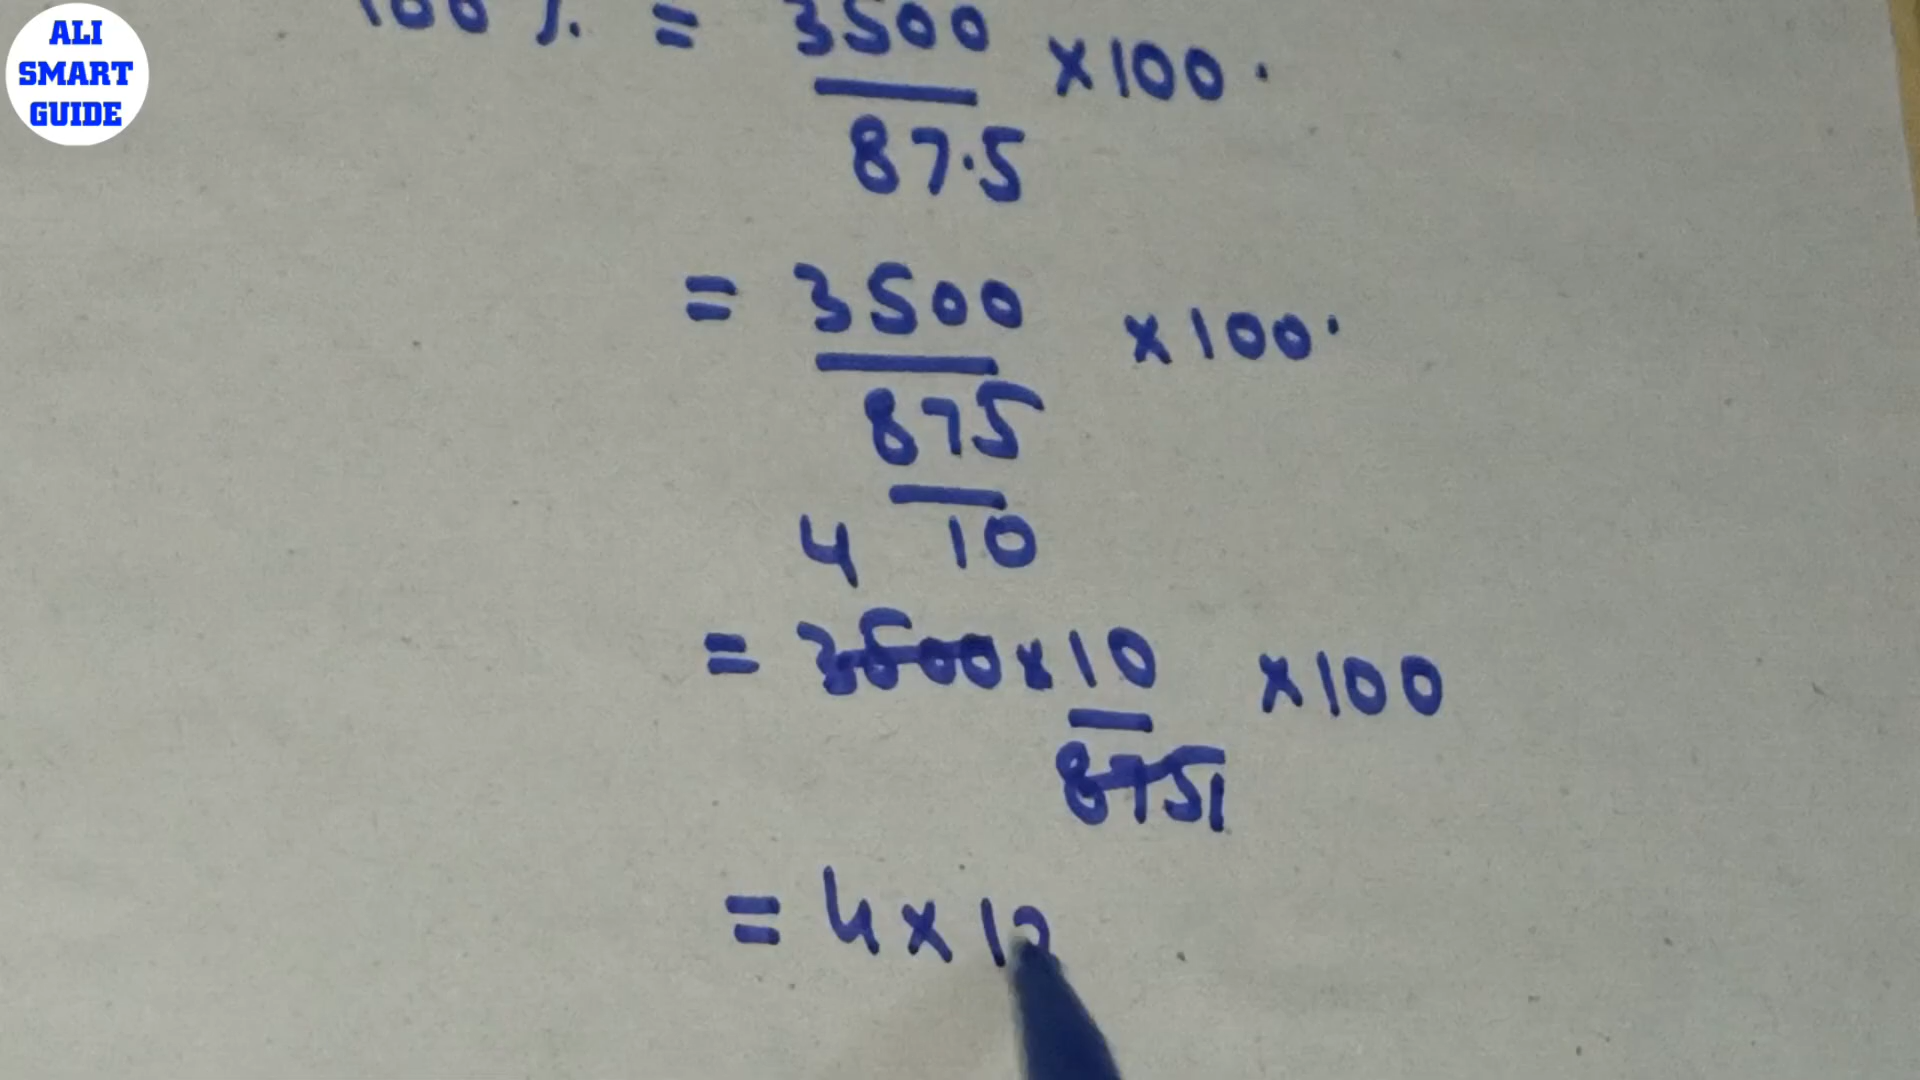 ALI
SMART
GUIDE
100 %. = 3500 × 100.
87.5
= 3500 × 100.
875
4 10
= 3500 × 10 × 100
875 1
= 4 × 10